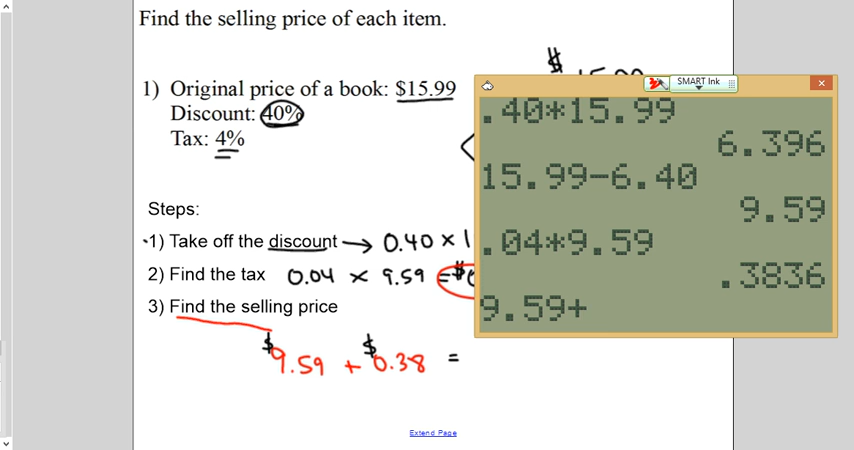 Find the selling price of each item.
$
1) Original price of a book: $15.99
Discount: 40%
Tax: 4%
SMART Ink
.40*15.99
6.396
15.99-6.40
9.59
.04*9.59
.3836
9.59+
Steps:
1) Take off the discount → 0.40 × 1
2) Find the tax 0.04 × 9.59 = $0
3) Find the selling price
$9.59 + $0.38 =
Extend Page